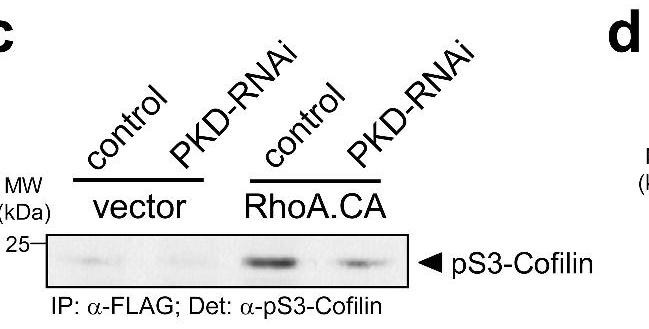 c
d
control
PKD-RNAi
control
PKD-RNAi
MW
(kDa)
vector
RhoA.CA
25
pS3-Cofilin
IP: α-FLAG; Det: α-pS3-Cofilin